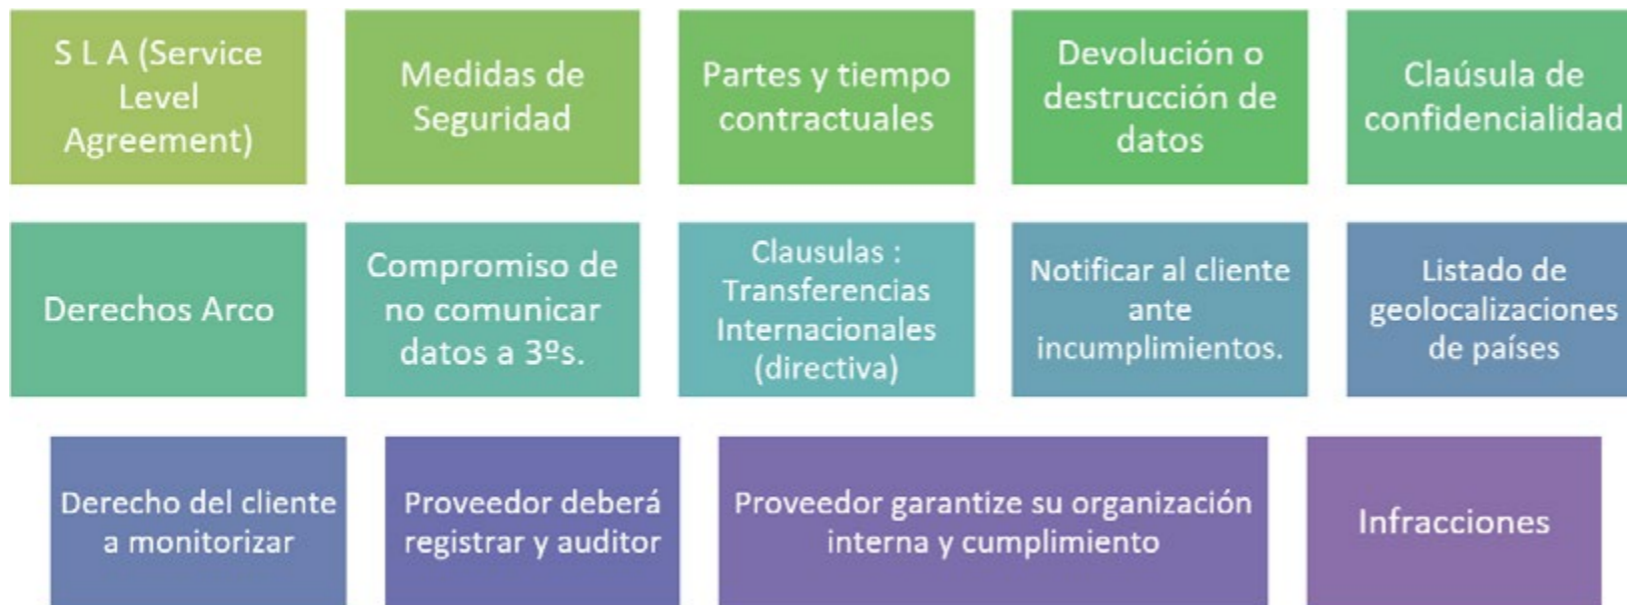 S L A (Service
Level
Agreement)
Medidas de
Seguridad
Partes y tiempo
contractuales
Devolución o
destrucción de
datos
Claúsula de
confidencialidad
Derechos Arco
Compromiso de
no comunicar
datos a 3ºs.
Clausulas :
Transferencias
Internacionales
(directiva)
Notificar al cliente
ante
incumplimientos.
Listado de
geolocalizaciones
de países
Derecho del cliente
a monitorizar
Proveedor deberá
registrar y auditor
Proveedor garantize su organización
interna y cumplimiento
Infracciones